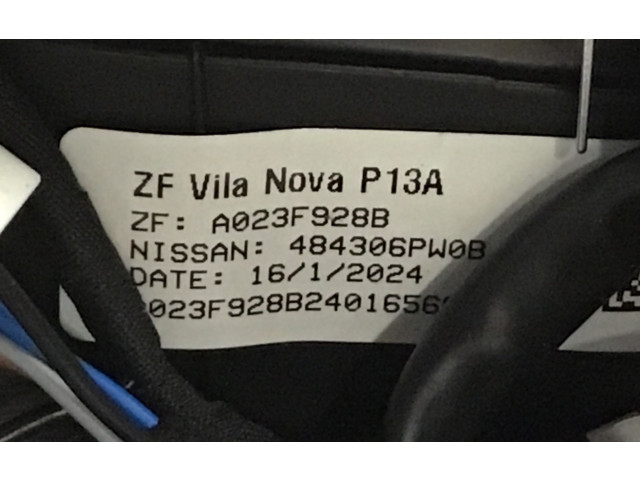 ZF Vila Nova P13A
ZF: A023F928B
NISSAN: 484306PW0B
DATE: 16/1/2024